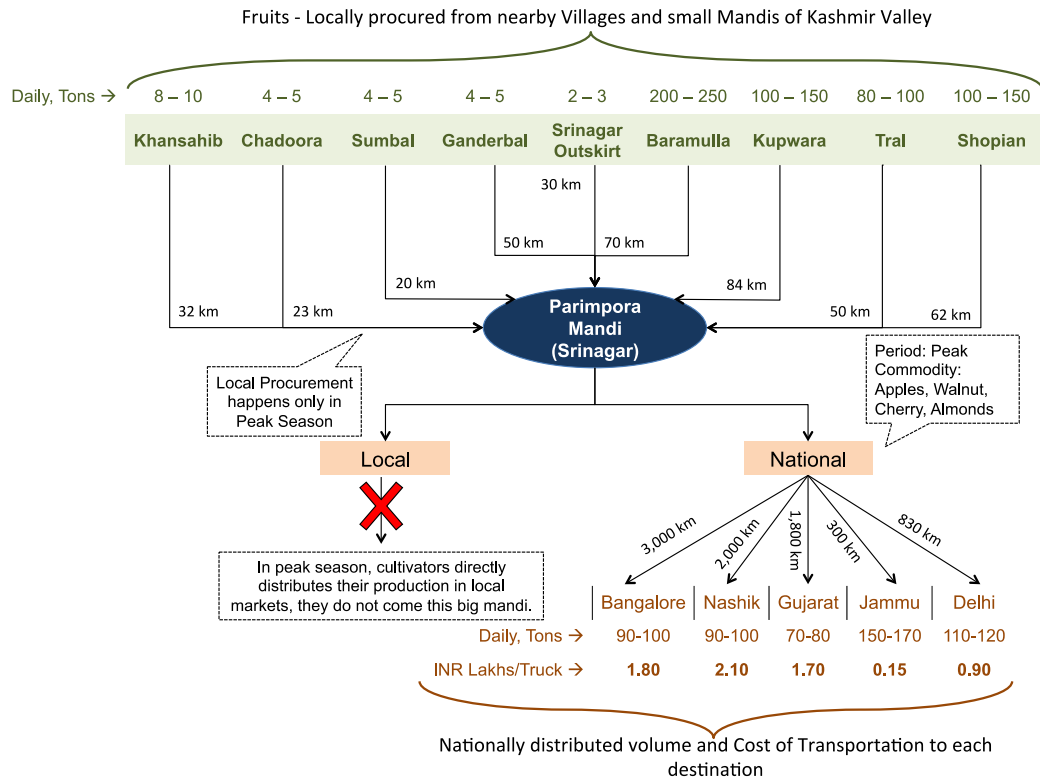 Fruits - Locally procured from nearby Villages and small Mandis of Kashmir Valley
Daily, Tons → 8 – 10 4 – 5 4 – 5 4 – 5 2 – 3 200 – 250 100 – 150 80 – 100 100 – 150
Khansahib Chadoora Sumbal Ganderbal Srinagar Outskirt Baramulla Kupwara Tral Shopian
30 km
50 km 70 km
20 km 84 km
32 km 23 km 50 km 62 km
Parimpora
Mandi
(Srinagar)
Local Procurement
happens only in
Peak Season
Period: Peak
Commodity:
Apples, Walnut,
Cherry, Almonds
Local National
3,000 km 2,000 km 1,800 km 300 km 830 km
In peak season, cultivators directly
distributes their production in local
markets, they do not come this big mandi.
Bangalore Nashik Gujarat Jammu Delhi
Daily, Tons → 90-100 90-100 70-80 150-170 110-120
INR Lakhs/Truck → 1.80 2.10 1.70 0.15 0.90
Nationally distributed volume and Cost of Transportation to each
destination